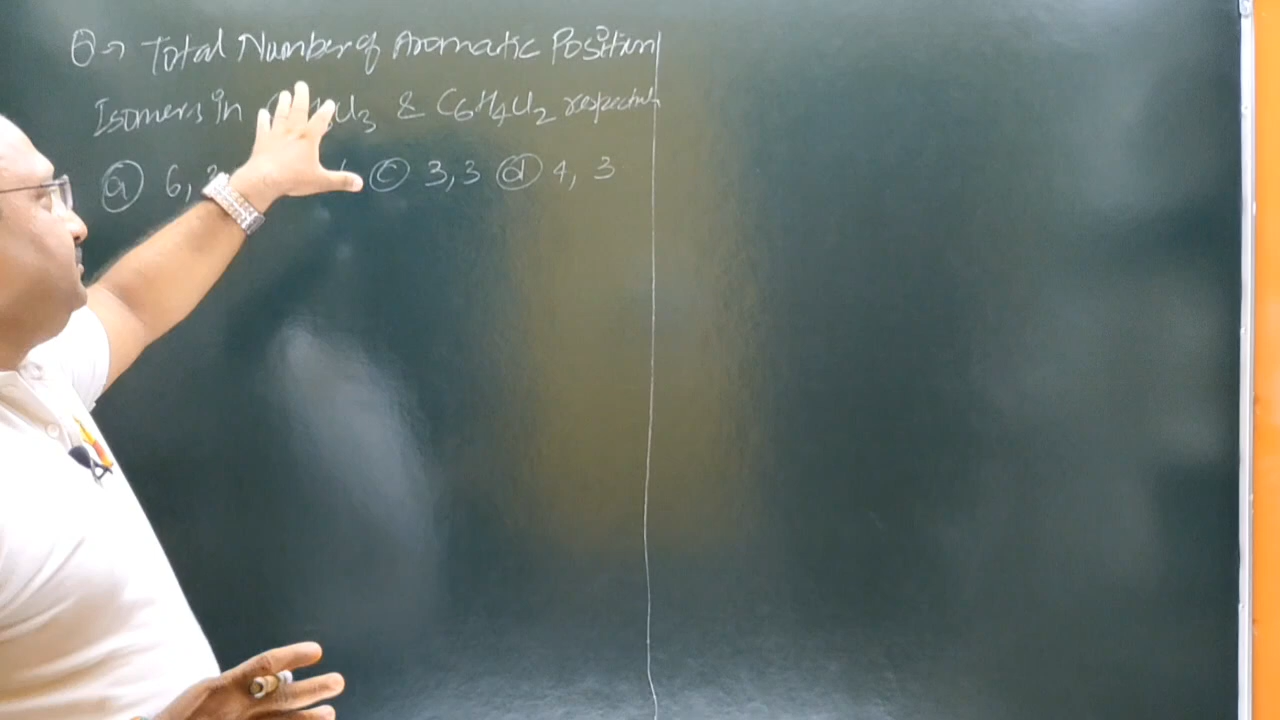 Q→ Total Number of Aromatic Position
Isomers in & C6H4Cl2 respectively
(a) 6, (c) 3,3 (d) 4, 3